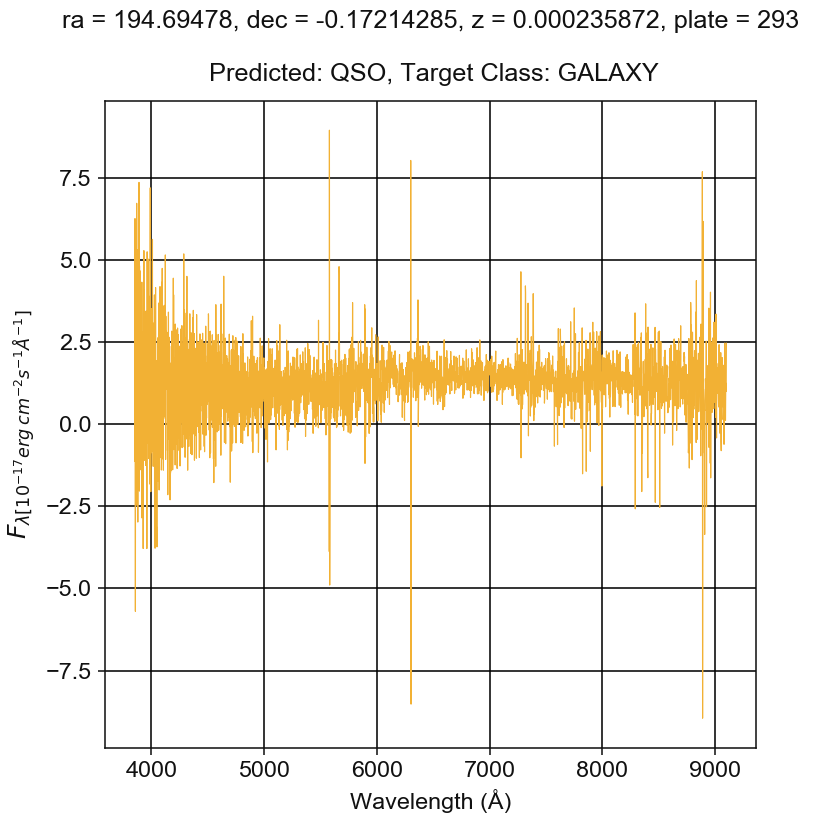 ra = 194.69478, dec = -0.17214285, z = 0.000235872, plate = 293
Predicted: QSO, Target Class: GALAXY
7.5
5.0
2.5
0.0
−2.5
−5.0
−7.5
F_{λ[10^{−17}erg cm^{−2}s^{−1}Å^{−1}]}
4000 5000 6000 7000 8000 9000
Wavelength (Å)